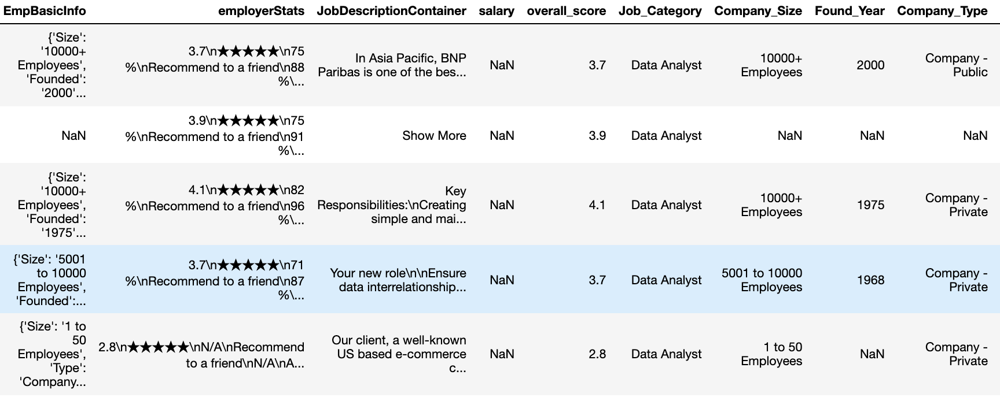 EmpBasicInfo employerStats JobDescriptionContainer salary overall_score Job_Category Company_Size Found_Year Company_Type
{'Size':
'10000+
Employees',
'Founded':
'2000'...
3.7\n★★★★★\n75
%\nRecommend to a friend\n88
%\...
In Asia Pacific, BNP
Paribas is one of the bes...
NaN
3.7
Data Analyst
10000+
Employees
2000
Company -
Public
NaN
3.9\n★★★★★\n75
%\nRecommend to a friend\n91
%\...
Show More
NaN
3.9
Data Analyst
NaN
NaN
NaN
{'Size':
'10000+
Employees',
'Founded':
'1975'...
4.1\n★★★★★\n82
%\nRecommend to a friend\n96
%\...
Key
Responsibilities:\nCreating
simple and mai...
NaN
4.1
Data Analyst
10000+
Employees
1975
Company -
Private
{'Size': '5001
to 10000
Employees',
'Founded':...
3.7\n★★★★★\n71
%\nRecommend to a friend\n87
%\...
Your new role\n\nEnsure
data interrelationship...
NaN
3.7
Data Analyst
5001 to 10000
Employees
1968
Company -
Private
{'Size': '1 to
50
Employees',
'Type':
'Company...
2.8\n★★★★★\nN/A\nRecommend
to a friend\nN/A\nA...
Our client, a well-known
US based e-commerce
c...
NaN
2.8
Data Analyst
1 to 50
Employees
NaN
Company -
Private